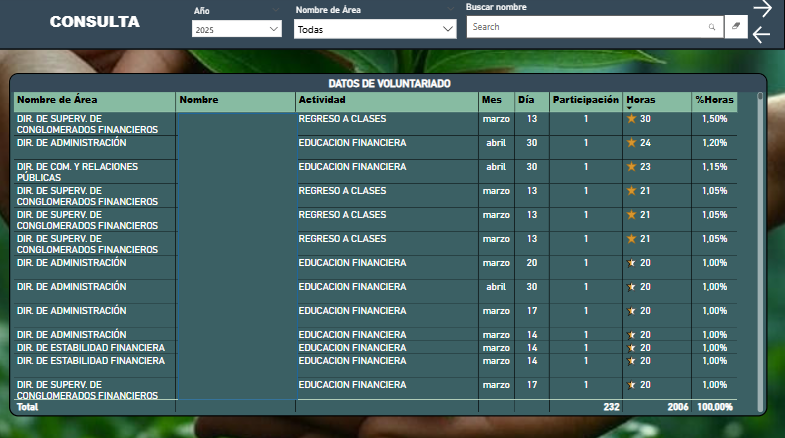 CONSULTA
Año
2025
Nombre de Área
Todas
Buscar nombre
Search
DATOS DE VOLUNTARIADO
Nombre de Área Nombre Actividad Mes Día Participación Horas %Horas
DIR. DE SUPERV. DE CONGLOMERADOS FINANCIEROS REGRESO A CLASES marzo 13 1 30 1,50%
DIR. DE ADMINISTRACIÓN EDUCACION FINANCIERA abril 30 1 24 1,20%
DIR. DE COM. Y RELACIONES PÚBLICAS EDUCACION FINANCIERA abril 30 1 23 1,15%
DIR. DE SUPERV. DE CONGLOMERADOS FINANCIEROS REGRESO A CLASES marzo 13 1 21 1,05%
DIR. DE SUPERV. DE CONGLOMERADOS FINANCIEROS REGRESO A CLASES marzo 13 1 21 1,05%
DIR. DE SUPERV. DE CONGLOMERADOS FINANCIEROS REGRESO A CLASES marzo 13 1 21 1,05%
DIR. DE ADMINISTRACIÓN EDUCACION FINANCIERA marzo 20 1 20 1,00%
DIR. DE ADMINISTRACIÓN EDUCACION FINANCIERA abril 30 1 20 1,00%
DIR. DE ADMINISTRACIÓN EDUCACION FINANCIERA marzo 17 1 20 1,00%
DIR. DE ADMINISTRACIÓN EDUCACION FINANCIERA marzo 14 1 20 1,00%
DIR. DE ESTABILIDAD FINANCIERA EDUCACION FINANCIERA marzo 14 1 20 1,00%
DIR. DE ESTABILIDAD FINANCIERA EDUCACION FINANCIERA marzo 14 1 20 1,00%
DIR. DE SUPERV. DE CONGLOMERADOS FINANCIEROS EDUCACION FINANCIERA marzo 17 1 20 1,00%
Total 232 2006 100,00%